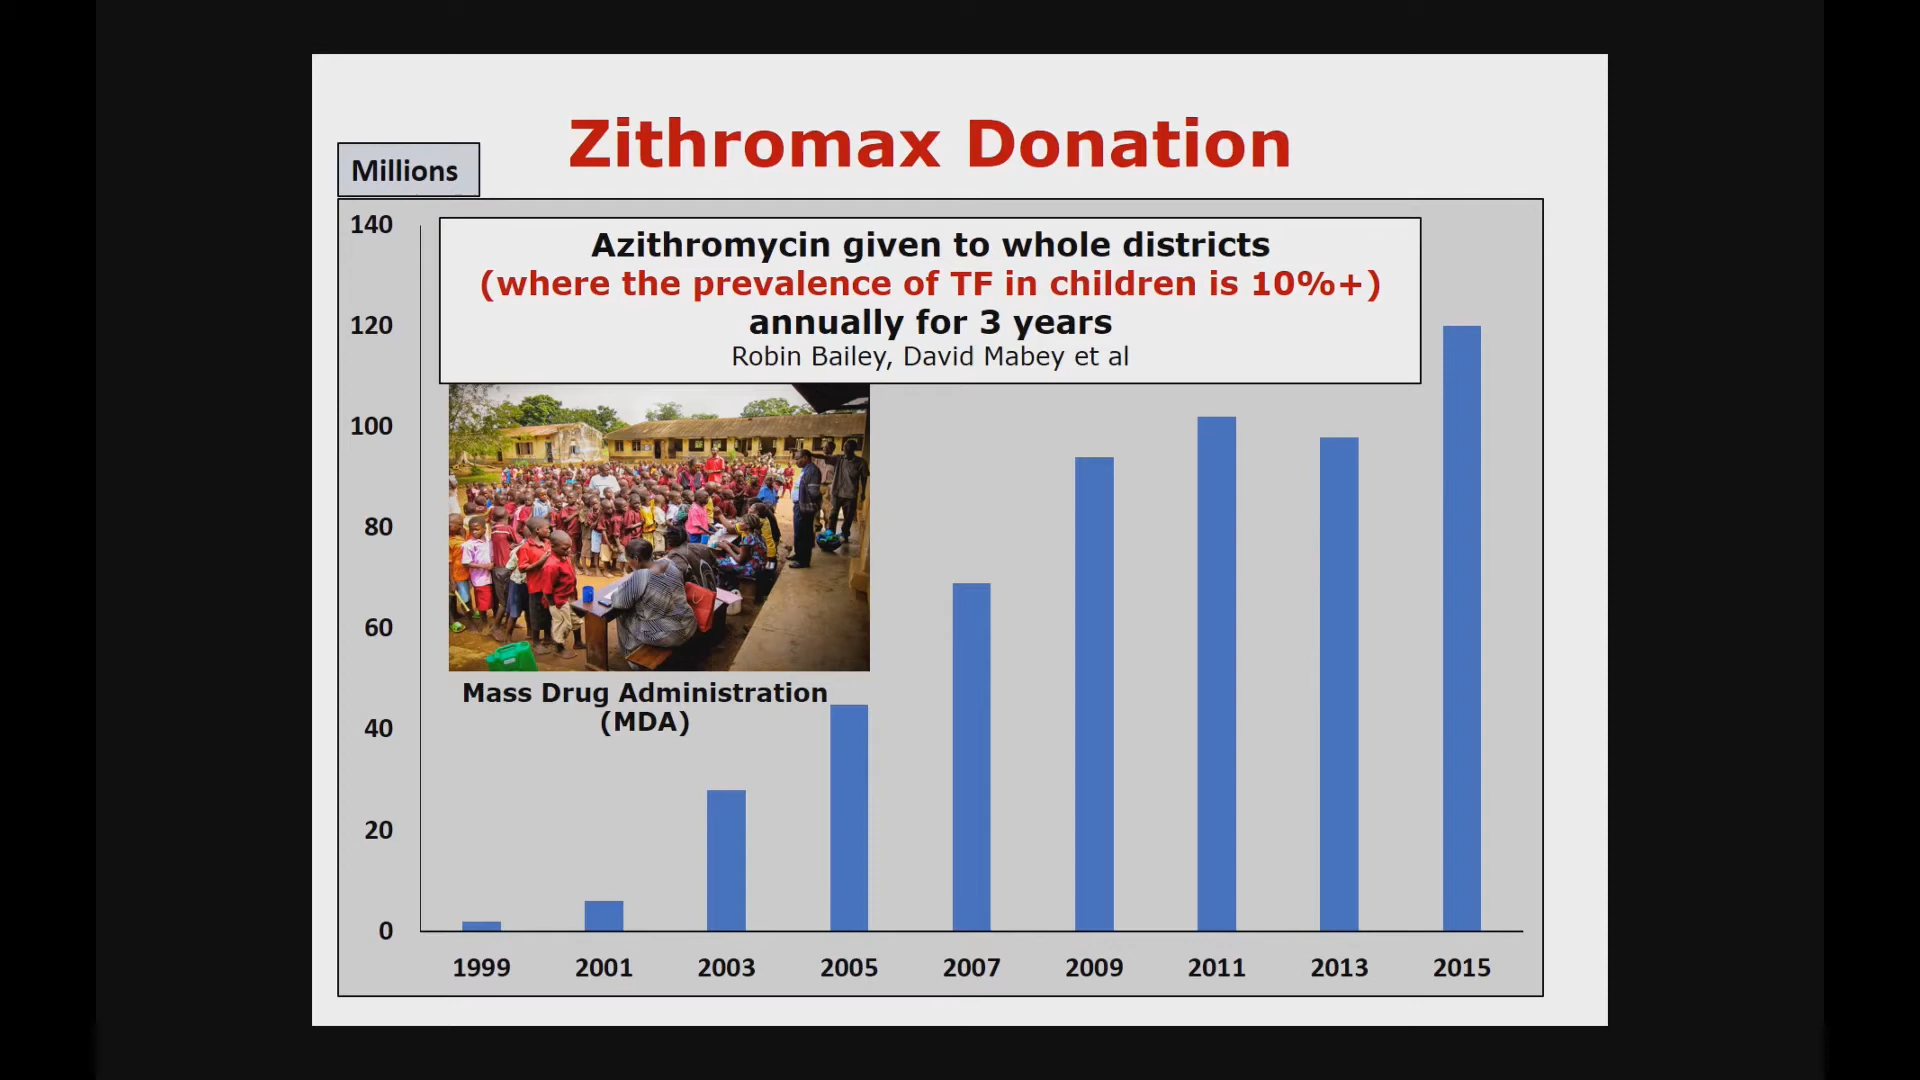 Zithromax Donation
Millions
Azithromycin given to whole districts
(where the prevalence of TF in children is 10%+)
annually for 3 years
Robin Bailey, David Mabey et al
Mass Drug Administration
(MDA)
140
120
100
80
60
40
20
0
1999 2001 2003 2005 2007 2009 2011 2013 2015